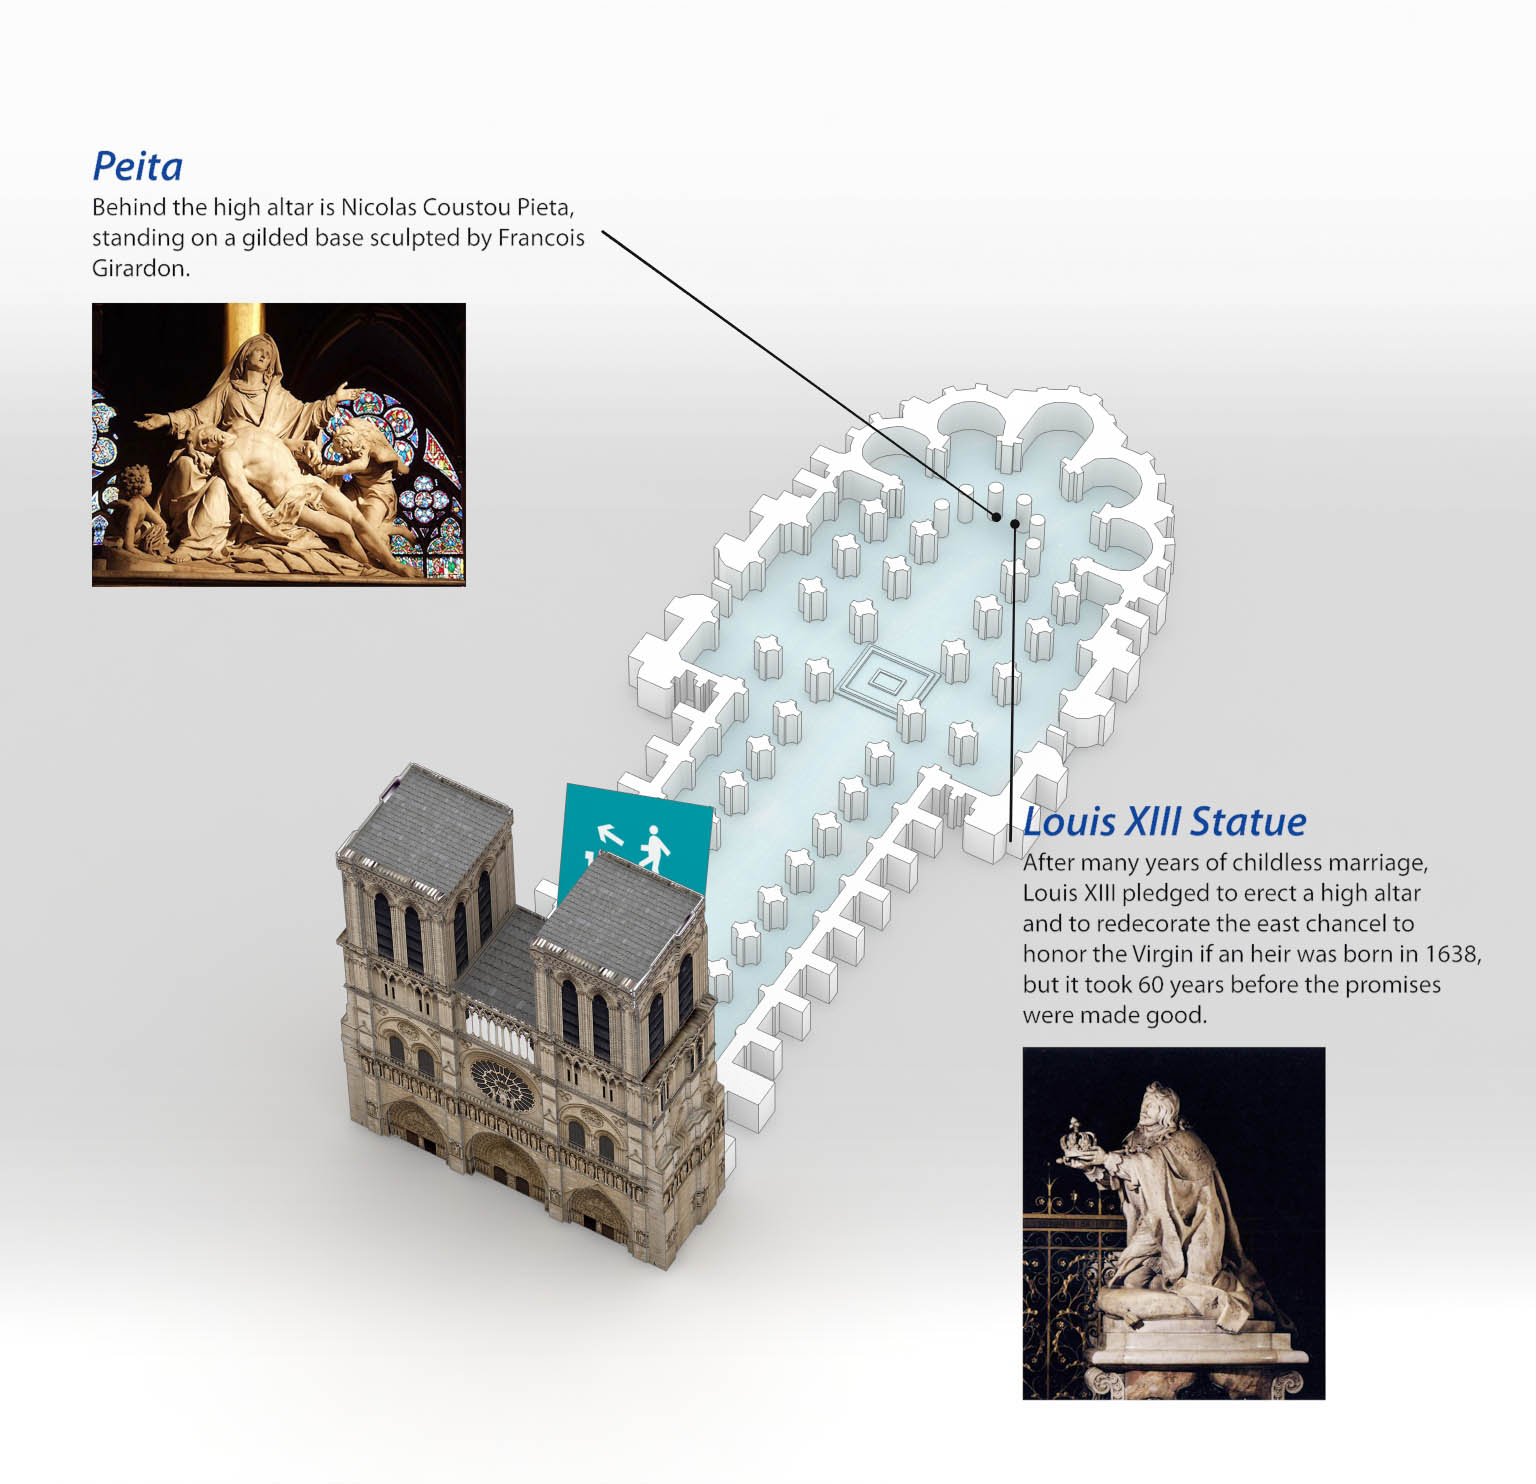 Peita
Behind the high altar is Nicolas Coustou Pieta,
standing on a gilded base sculpted by Francois
Girardon.
Louis XIII Statue
After many years of childless marriage,
Louis XIII pledged to erect a high altar
and to redecorate the east chancel to
honor the Virgin if an heir was born in 1638,
but it took 60 years before the promises
were made good.